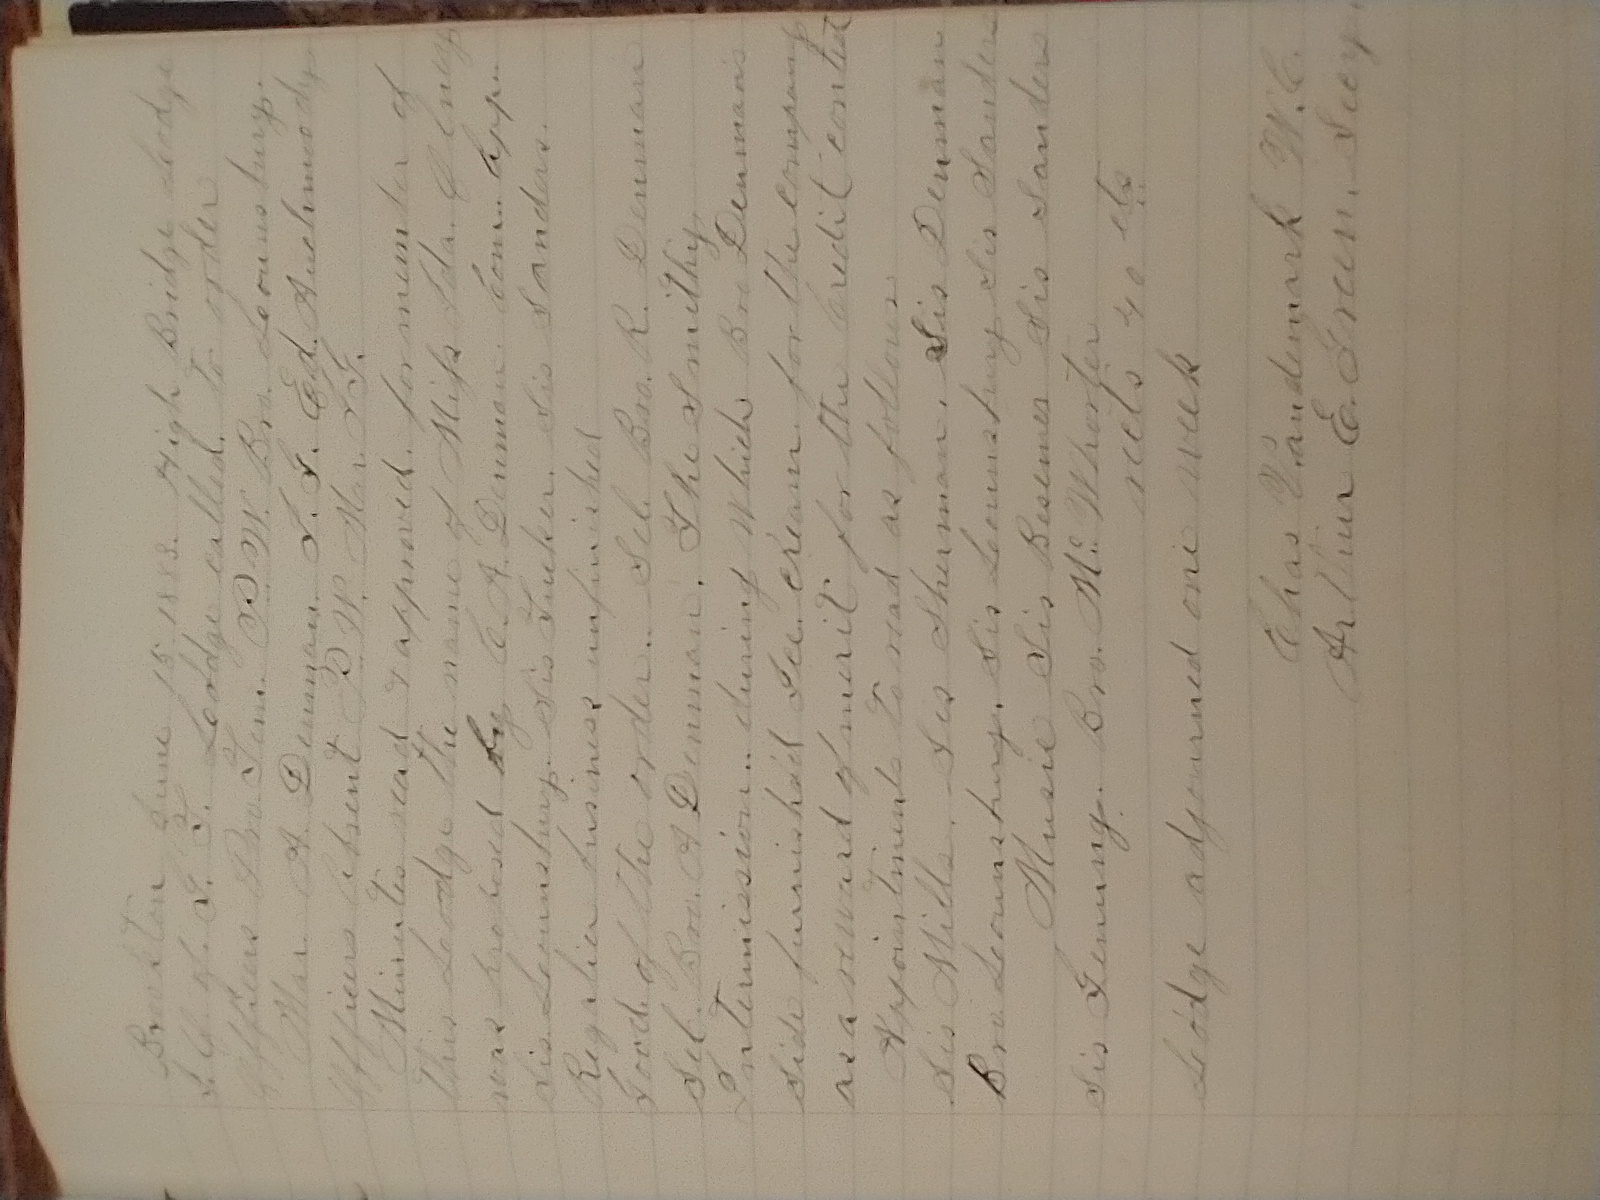 Brookton June 15. 1883. High Bridge Lodge
I. O. of. G. T. Lodge called. to order
Officers Pro. Tem. P. W. Bro. Lounsbury.
Mar. A. Denman. I. G. Ed. Auchmoody
Officers Absent P. W. Mar. I G.
Minutes read & approved. for member of
this Lodge the name of Miss Ida.
was proposed by C. A. Denman. Com.. App..
Sis. Lounsbury. Sis Tucker. Sis Sanders.
Regalia business unfinished
Good. of the order.. Sel. Bro. R. Denman
Sel. Bro. A Denman. The Smithy
Intermission.. during which Bro Denman's
side furnish'd Ice. cream. for the company
as a reward of merit for the Credit contest
Appointments to read as follows
Sis Mills. Sis Sherman. Sis Denman
Bro Lounsbury. Sis Lounsbury Sis Sanders
Music Sis Besemer Sis Sanders
Sis Genung. Bro. Mc Whorter
rects 40 cts
Lodge adjourned one week
Chas Vandemark W. C.
Arthur E. Green. Secy.